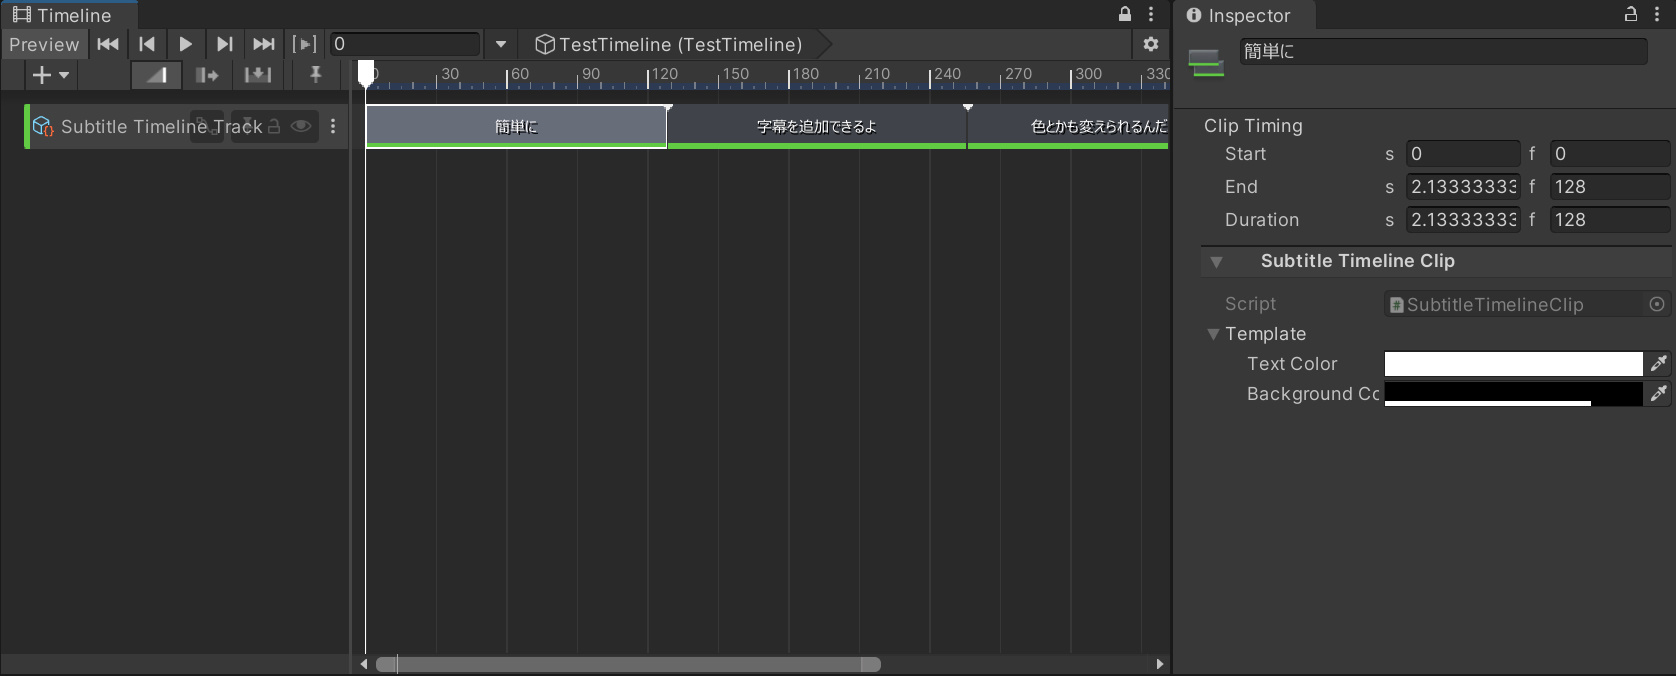 Timeline
Preview
0
TestTimeline (TestTimeline)
0 30 60 90 120 150 180 210 240 270 300 330
Subtitle Timeline Track
簡単に
字幕を追加できるよ
色とかも変えられるんだ
Inspector
簡単に
Clip Timing
Start s 0 f 0
End s 2.13333333 f 128
Duration s 2.13333333 f 128
Subtitle Timeline Clip
Script # SubtitleTimelineClip
Template
Text Color
Background Co